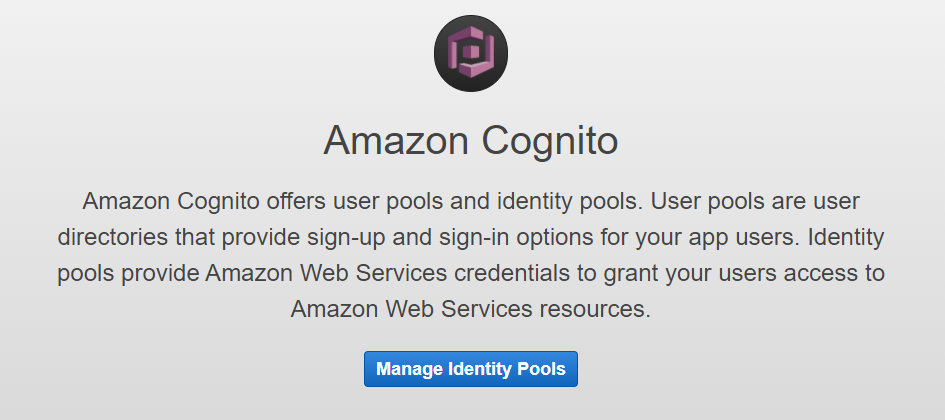 Amazon Cognito
Amazon Cognito offers user pools and identity pools. User pools are user
directories that provide sign-up and sign-in options for your app users. Identity
pools provide Amazon Web Services credentials to grant your users access to
Amazon Web Services resources.
Manage Identity Pools